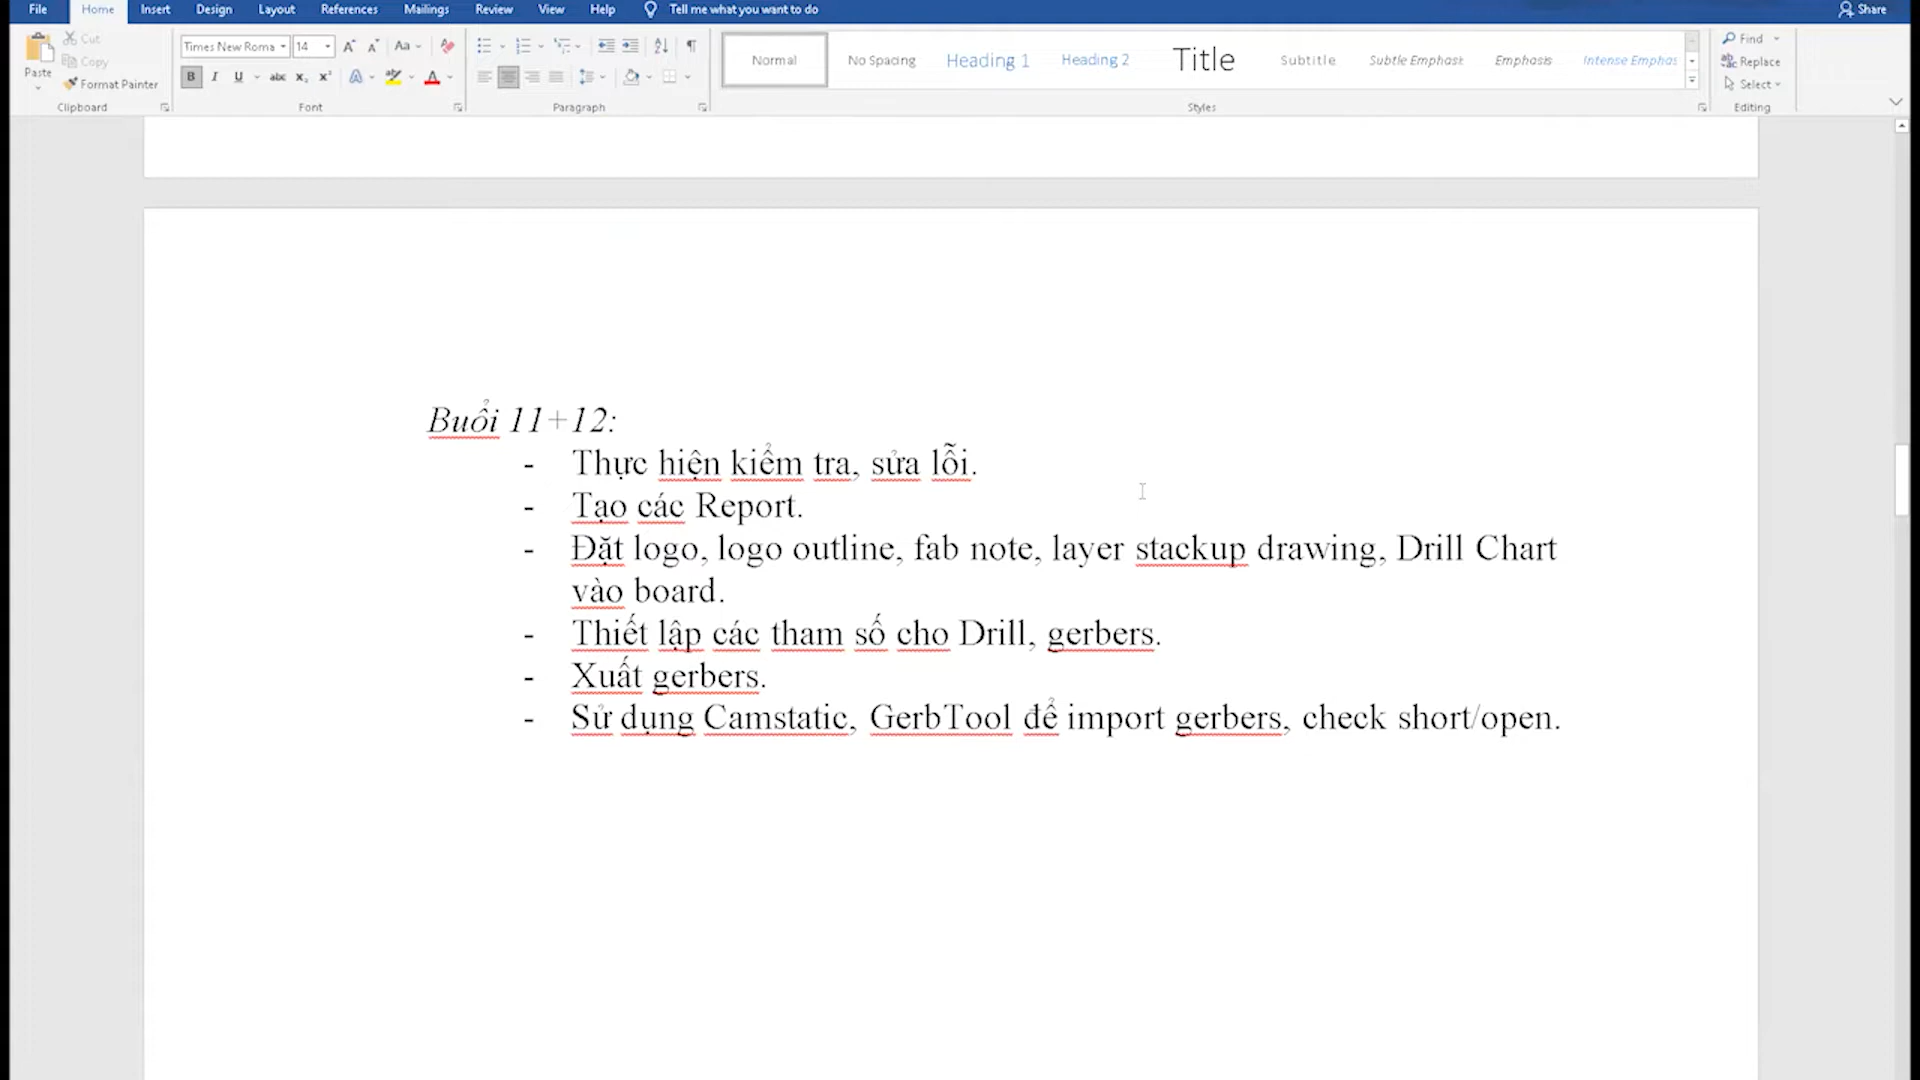 File Home Insert Design Layout References Mailings Review View Help Tell me what you want to do Share
Cut
Copy
Paste
Format Painter
Clipboard
Times New Roma 14
Font
Paragraph
Normal No Spacing Heading 1 Heading 2 Title Subtitle Subtle Emphasis Emphasis Intense Emphas
Styles
Find
Replace
Select
Editing
Buổi 11+12:
- Thực hiện kiểm tra, sửa lỗi.
- Tạo các Report.
- Đặt logo, logo outline, fab note, layer stackup drawing, Drill Chart
vào board.
- Thiết lập các tham số cho Drill, gerbers.
- Xuất gerbers.
- Sử dụng Camstatic, GerbTool để import gerbers, check short/open.